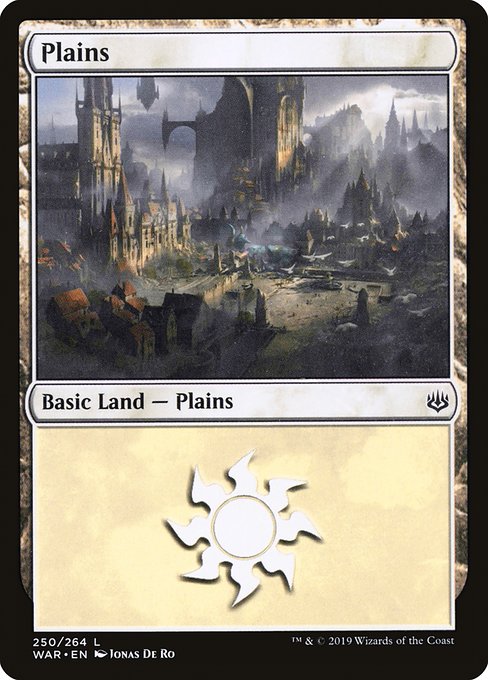 Plains
Basic Land — Plains
250/264 L
™ & © 2019 Wizards of the Coast
WAR • EN Jonas De Ro